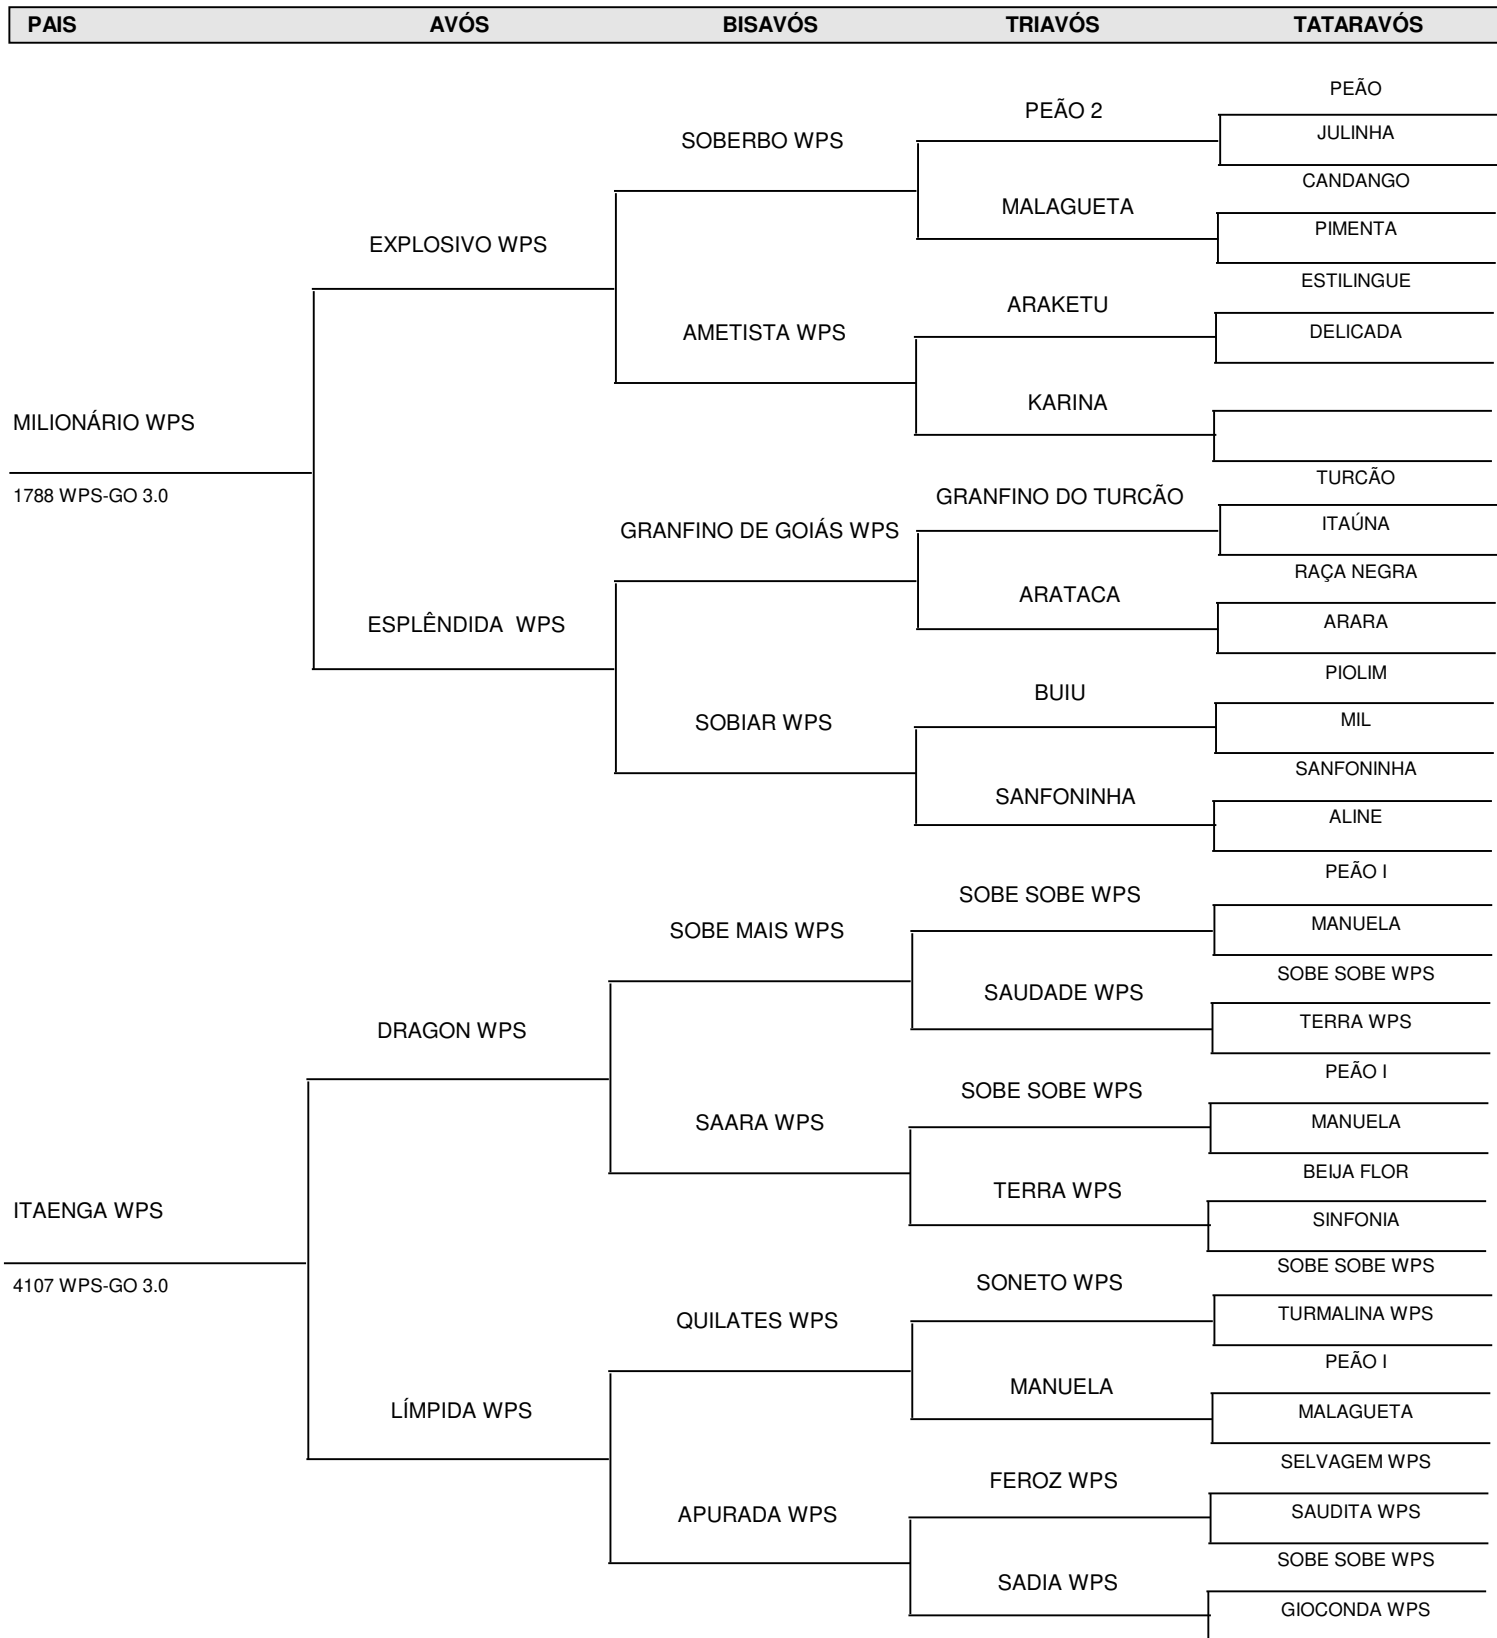 PAIS AVÓS BISAVÓS TRIAVÓS TATARAVÓS
PEÃO
PEÃO 2
JULINHA
SOBERBO WPS
CANDANGO
MALAGUETA
PIMENTA
EXPLOSIVO WPS
ESTILINGUE
ARAKETU
AMETISTA WPS
DELICADA
KARINA
MILIONÁRIO WPS
1788 WPS-GO 3.0
TURCÃO
GRANFINO DO TURCÃO
ITAÚNA
GRANFINO DE GOIÁS WPS
RAÇA NEGRA
ARATACA
ARARA
ESPLÊNDIDA  WPS
PIOLIM
BUIU
SOBIAR WPS
MIL
SANFONINHA
SANFONINHA
ALINE
PEÃO I
SOBE SOBE WPS
MANUELA
SOBE MAIS WPS
SOBE SOBE WPS
SAUDADE WPS
TERRA WPS
DRAGON WPS
PEÃO I
SOBE SOBE WPS
SAARA WPS
MANUELA
BEIJA FLOR
TERRA WPS
ITAENGA WPS
SINFONIA
SOBE SOBE WPS
4107 WPS-GO 3.0
SONETO WPS
TURMALINA WPS
QUILATES WPS
PEÃO I
MANUELA
MALAGUETA
LÍMPIDA WPS
SELVAGEM WPS
FEROZ WPS
SAUDITA WPS
APURADA WPS
SOBE SOBE WPS
SADIA WPS
GIOCONDA WPS